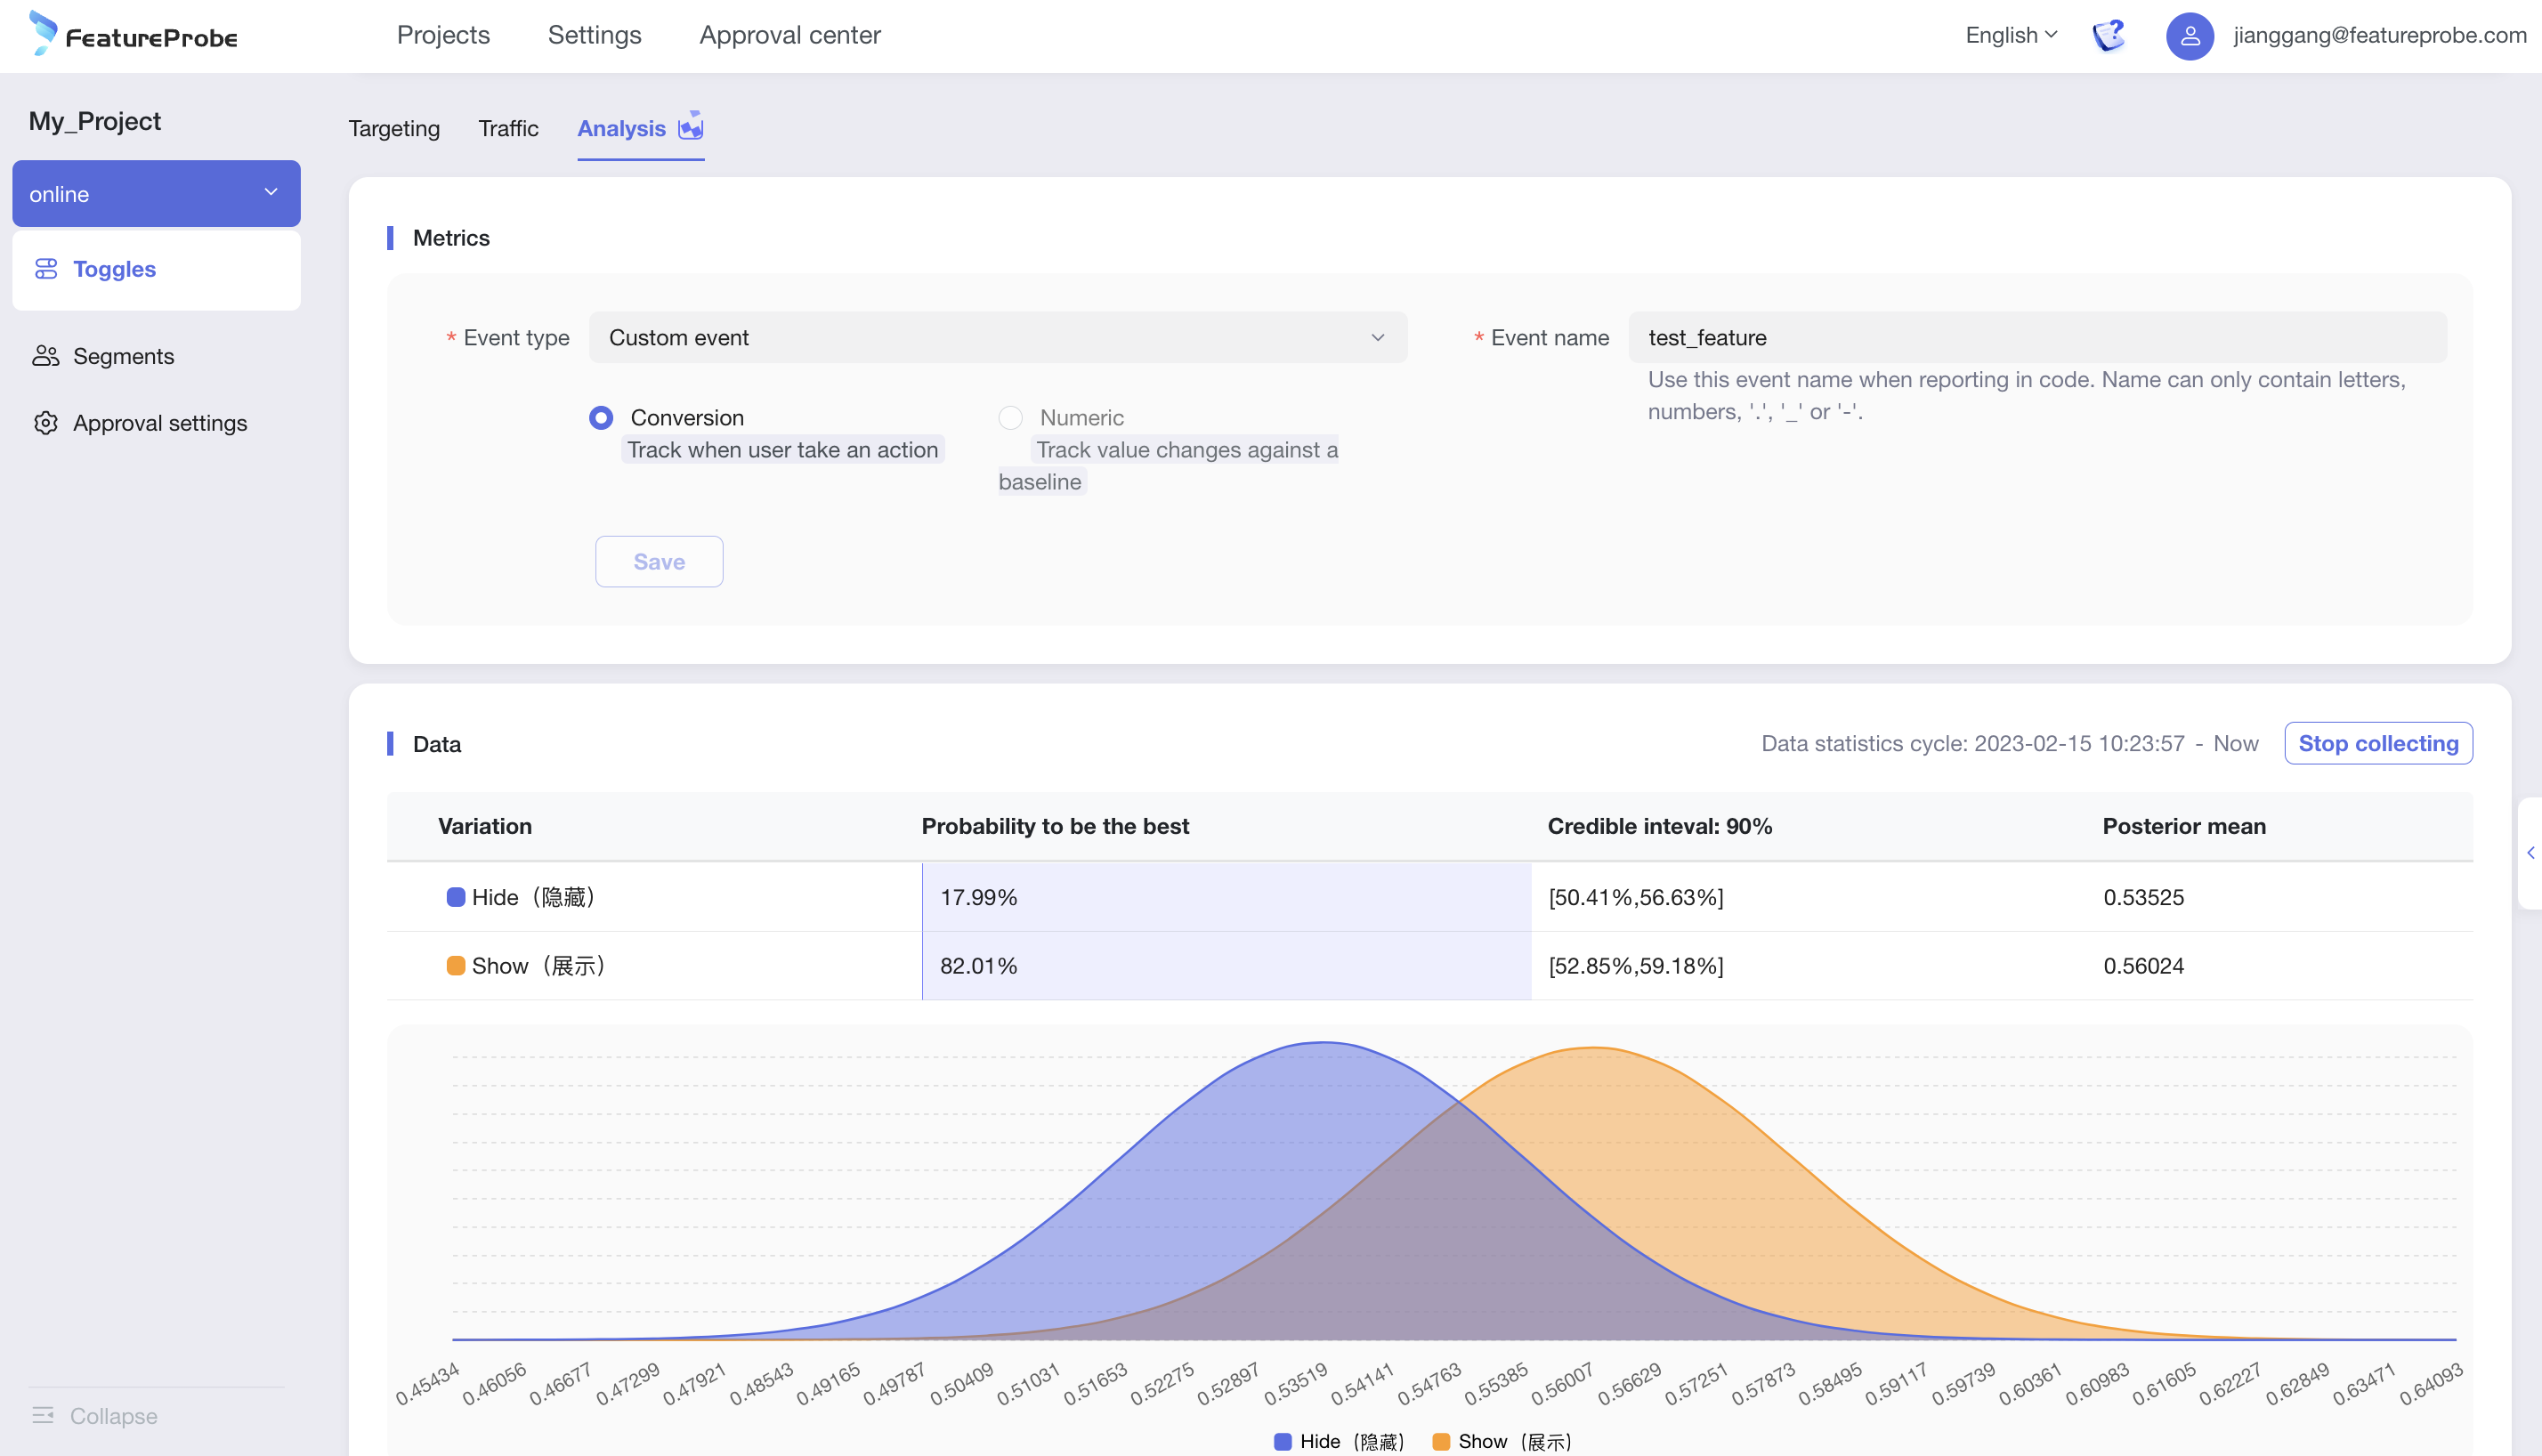 FeatureProbe
Projects
Settings
Approval center
English
jianggang@featureprobe.com
My_Project
online
Toggles
Segments
Approval settings
Collapse
Targeting
Traffic
Analysis
Metrics
* Event type
Custom event
Conversion
Track when user take an action
Numeric
Track value changes against a
baseline
* Event name
test_feature
Use this event name when reporting in code. Name can only contain letters,
numbers, '.', '_' or '-'.
Save
Data
Data statistics cycle: 2023-02-15 10:23:57 - Now
Stop collecting
Variation Probability to be the best Credible inteval: 90% Posterior mean
Hide（隐藏） 17.99% [50.41%,56.63%] 0.53525
Show（展示） 82.01% [52.85%,59.18%] 0.56024
0.45434 0.46056 0.46677 0.47299 0.47921 0.48543 0.49165 0.49787 0.50409 0.51031 0.51653 0.52275 0.52897 0.53519 0.54141 0.54763 0.55385 0.56007 0.56629 0.57251 0.57873 0.58495 0.59117 0.59739 0.60361 0.60983 0.61605 0.62227 0.62849 0.63471 0.64093
Hide（隐藏） Show（展示）